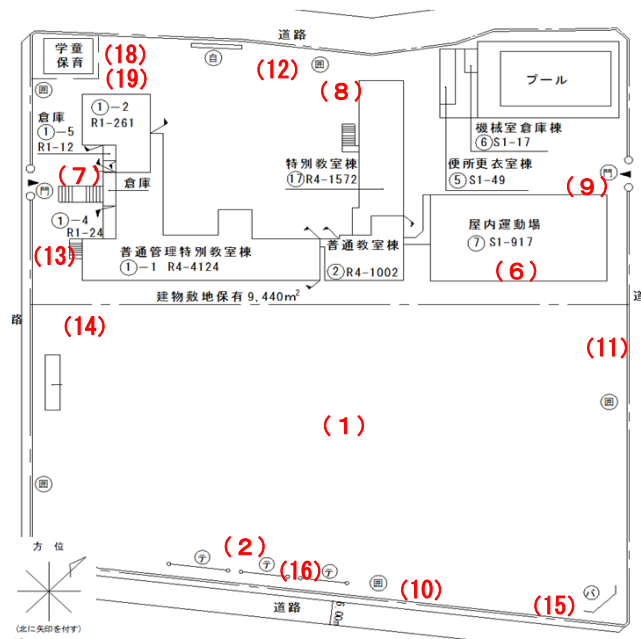 道路
学童
保育
(18)
(19)
自
(12)
囲
(8)
プール
囲
①-2
R1-261
倉庫
①-5
R1-12
機械室倉庫棟
⑥S1-17
特別教室棟
⑰R4-1572
便所更衣室棟
⑤S1-49
門
(7)
倉庫
(9)
門
①-4
R1-24
屋内運動場
⑦ S1-917
(6)
(13)
普通管理特別教室棟
①-1 R4-4124
普通教室棟
②R4-1002
建物敷地保有9,440m²
路
道
(14)
(11)
囲
(1)
囲
(2)
テ
テ
(16)
テ
囲
(10)
(15)
バ
道路
6.00m
方 位
(北に矢印を付す)